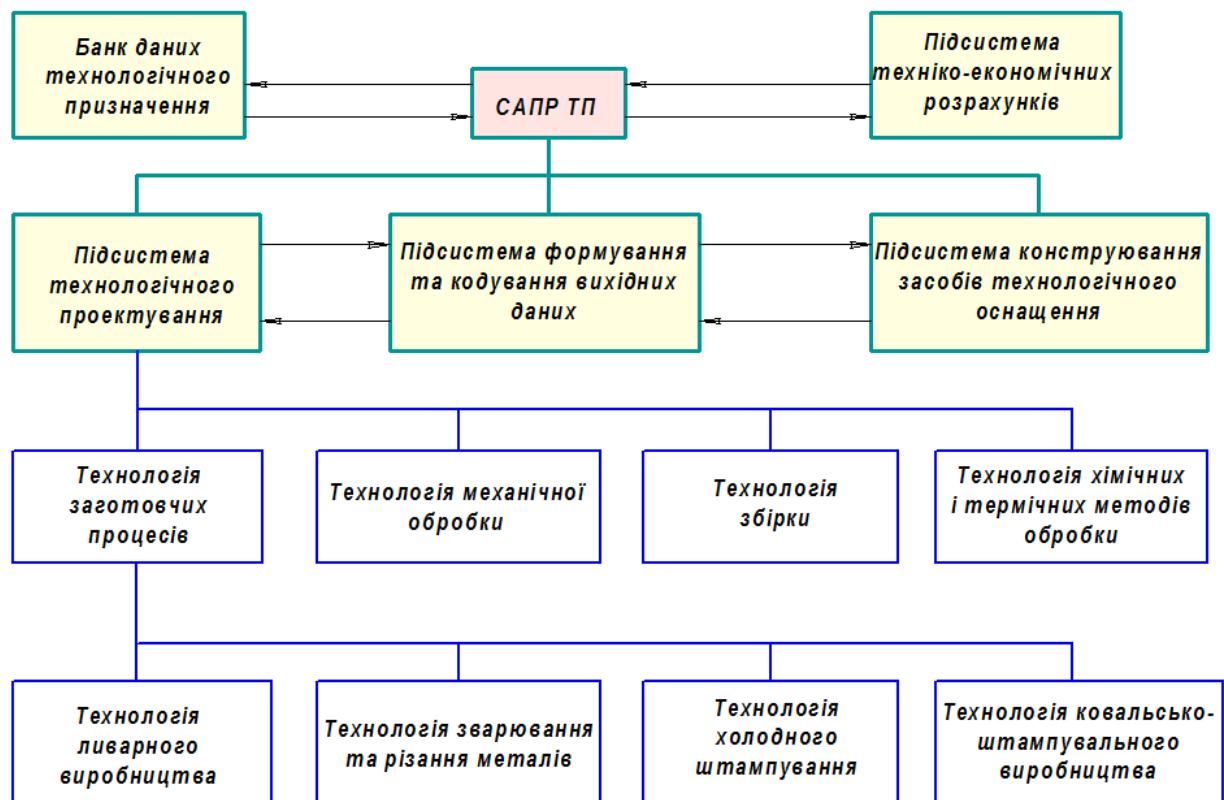 Банк даних
технологічного
призначення
САПР ТП
Підсистема
техніко-економічних
розрахунків
Підсистема
технологічного
проектування
Підсистема формування
та кодування вихідних
даних
Підсистема конструювання
засобів технологічного
оснащення
Технологія
заготовчих
процесів
Технологія механічної
обробки
Технологія
збірки
Технологія хімічних
і термічних методів
обробки
Технологія
ливарного
виробництва
Технологія зварювання
та різання металів
Технологія
холодного
штампування
Технологія ковальсько-
штампувального
виробництва